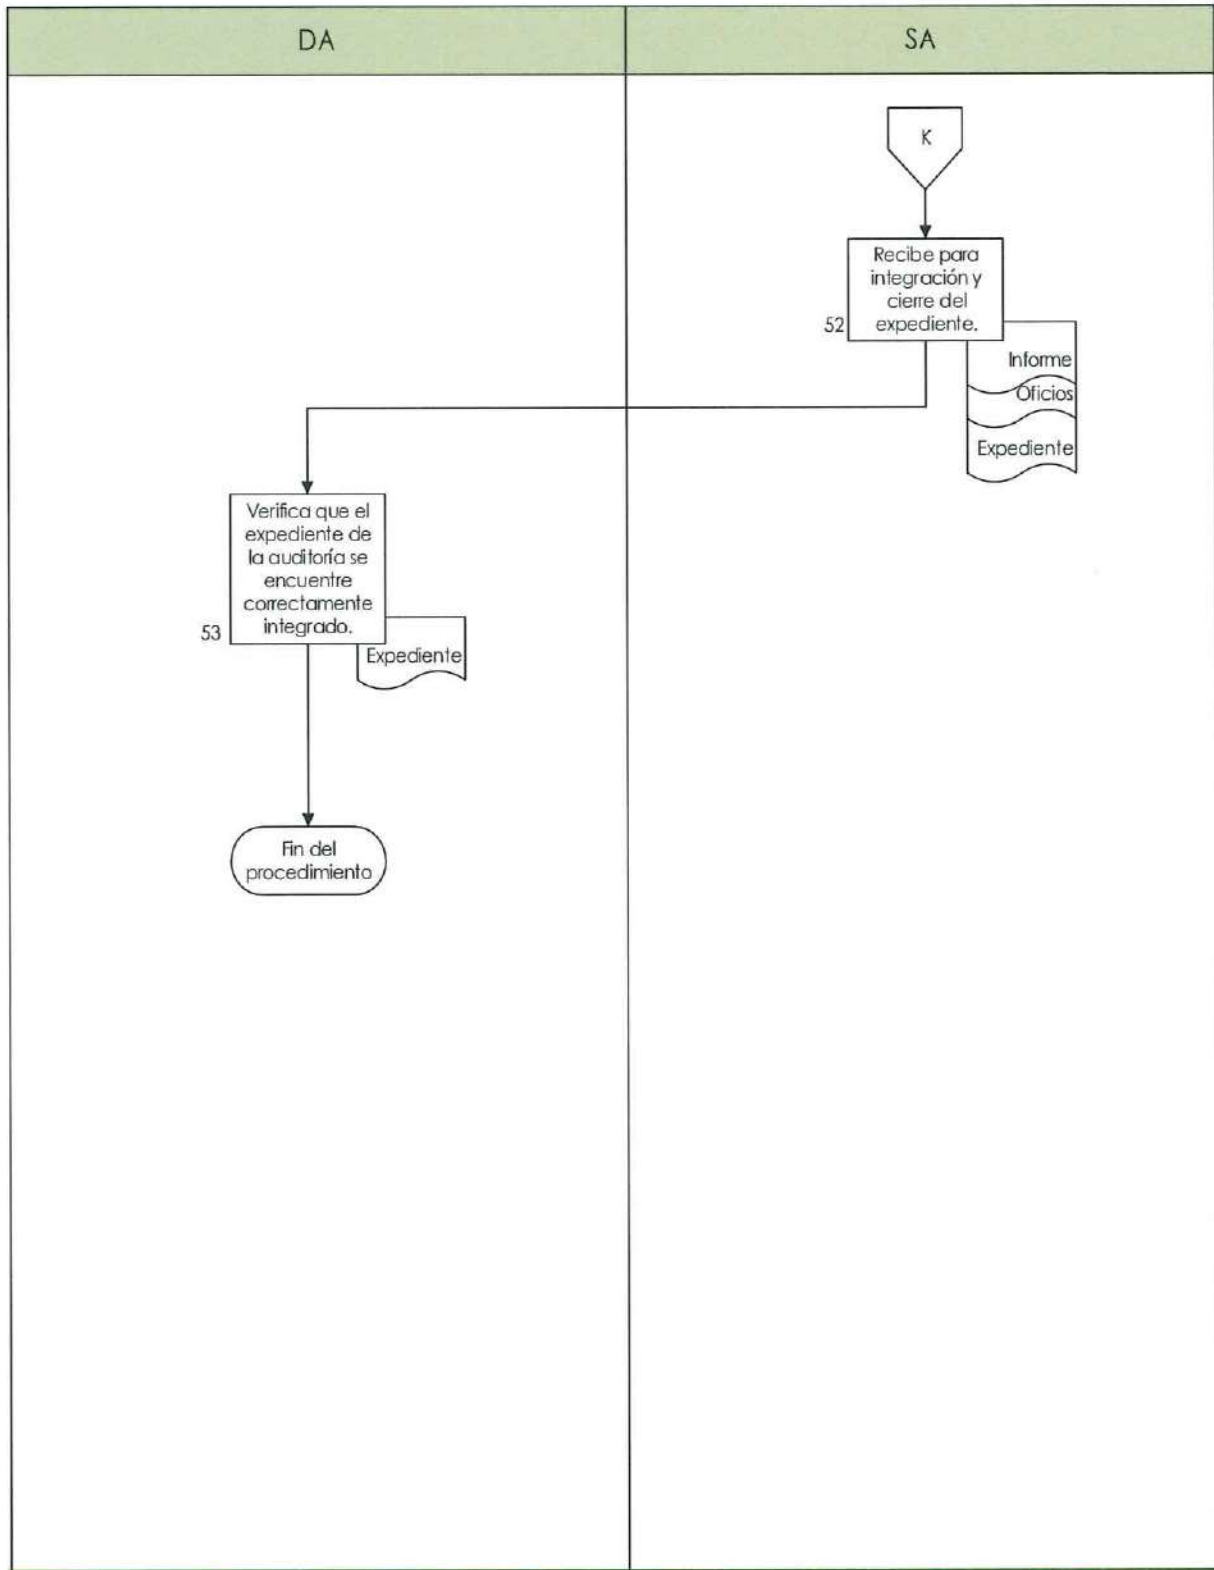 DA
SA
K
Recibe para
integración y
cierre del
expediente.
52
Informe
Oficios
Expediente
Verifica que el
expediente de
la auditoría se
encuentre
correctamente
integrado.
53
Expediente
Fin del
procedimiento